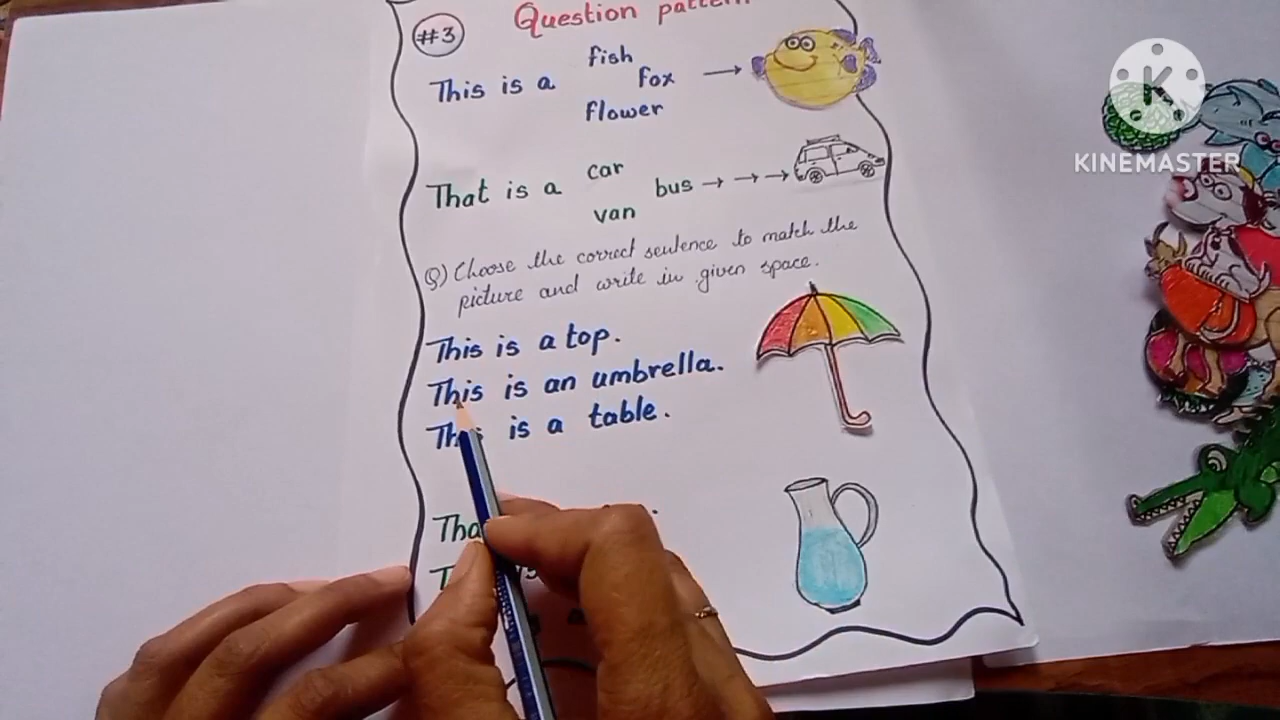 #3
Question pattern
This is a fish fox flower
That is a car van bus
Q) Choose the correct sentence to match the
picture and write in given space.
This is a top.
This is an umbrella.
This is a table.
K
KINEMASTER